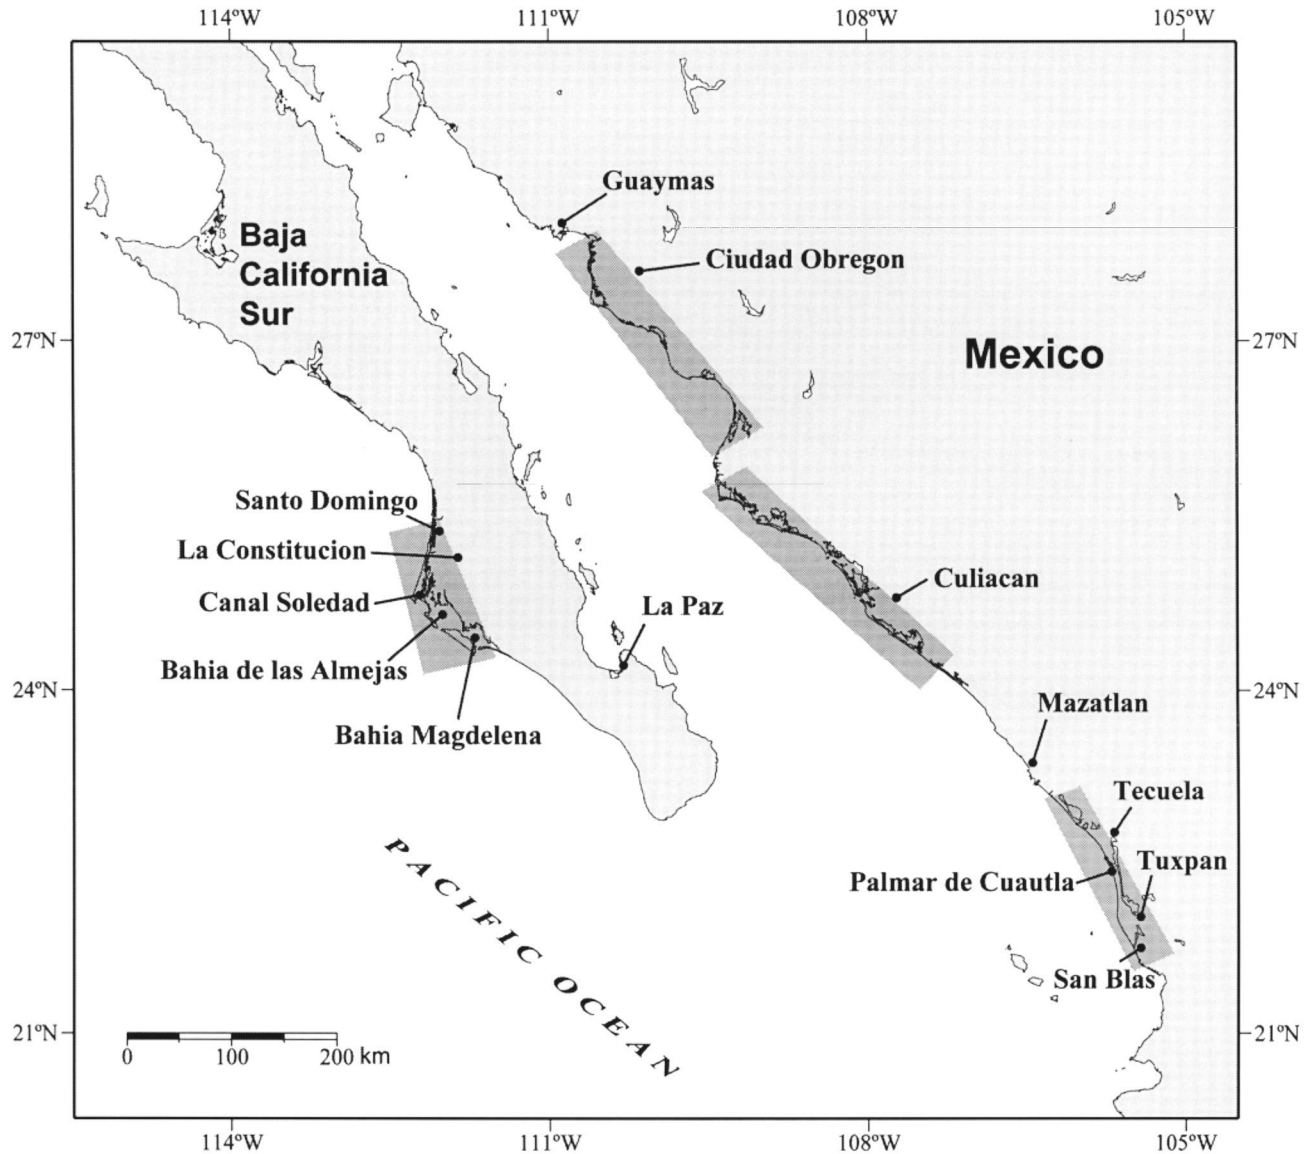 114ºW 111ºW 108ºW 105ºW
Guaymas
Baja
California
Sur
Ciudad Obregon
27ºN
27ºN
Mexico
Santo Domingo
La Constitucion
Canal Soledad
Bahia de las Almejas
Bahia Magdelena
La Paz
Culiacan
24ºN
24ºN
Mazatlan
Tecuela
Tuxpan
Palmar de Cuautla
San Blas
PACIFIC OCEAN
21ºN
21ºN
0 100 200 km
114ºW 111ºW 108ºW 105ºW